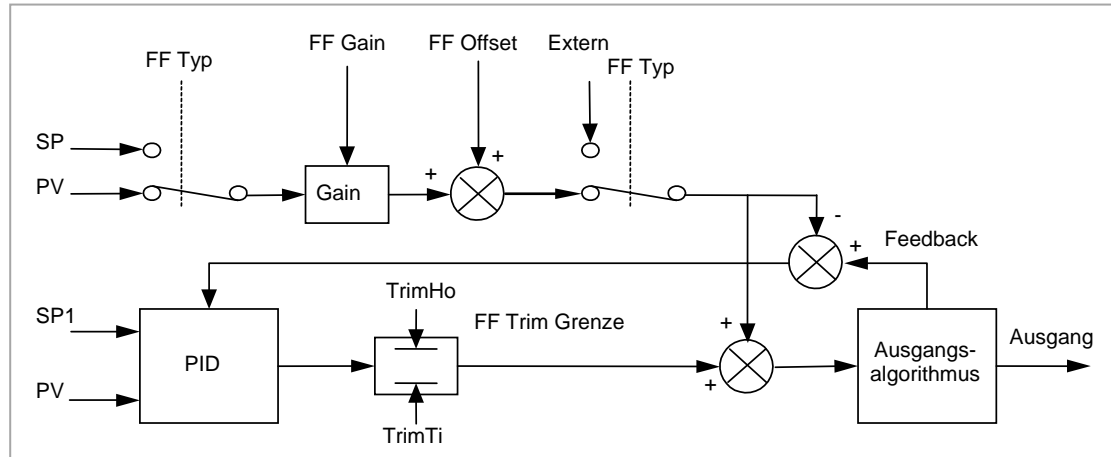 FF Gain
FF Offset
Extern
FF Typ
FF Typ
SP
PV
Gain
+
+
-
+
Feedback
SP1
PV
PID
TrimHo
TrimTi
FF Trim Grenze
+
+
Ausgangs-
algorithmus
Ausgang